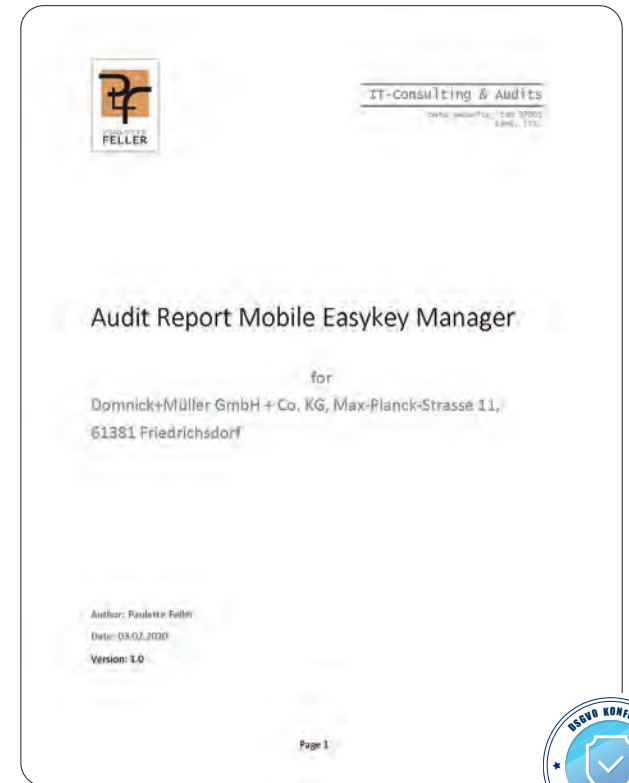 FELLER
IT-Consulting & Audits
Audit Report Mobile Easykey Manager
for
Domnick+Müller GmbH + Co. KG, Max-Planck-Strasse 11,
61381 Friedrichsdorf
Author: Paulette Feller
Date: 03.02.2020
Version: 1.0
Page 1
DSGVO